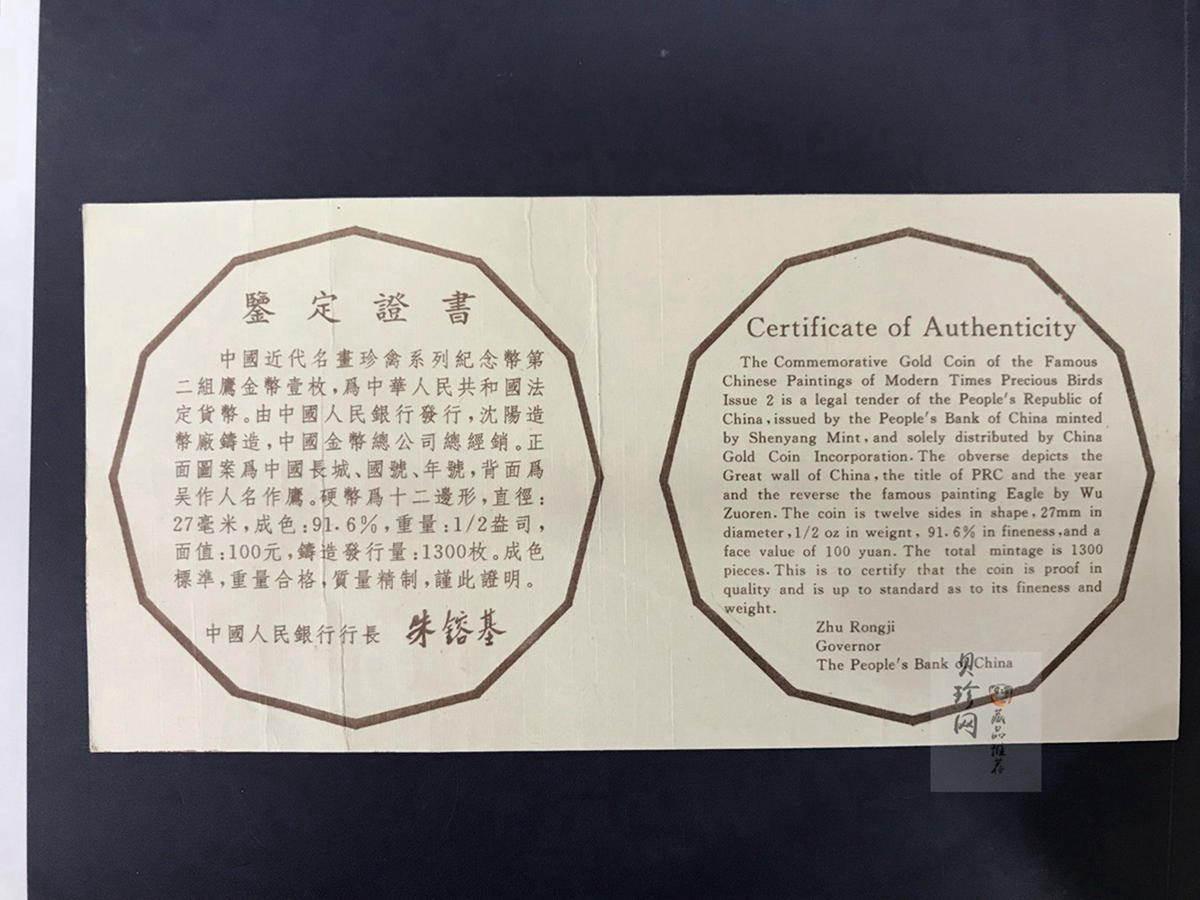 鑒定證書
中國近代名畫珍禽系列紀念幣第
二組鷹金幣壹枚,爲中華人民共和國法
定貨幣。由中國人民銀行發行,沈陽造
幣廠鑄造,中國金幣總公司總經銷。正
面圖案爲中國長城、國號、年號,背面爲
吴作人名作鷹。硬幣爲十二邊形,直徑:
27毫米,成色:91.6%,重量:1/2盎司,
面值:100元,鑄造發行量:1300枚。成色
標準,重量合格,質量精制,謹此證明。
中國人民銀行行長 朱鎔基
Certificate of Authenticity
The Commemorative Gold Coin of the Famous
Chinese Paintings of Modern Times Precious Birds
Issue 2 is a legal tender of the People's Republic of
China,issued by the People's Bank of China minted
by Shenyang Mint,and solely distributed by China
Gold Coin Incorporation.The obverse depicts the
Great wall of China,the title of PRC and the year
and the reverse the famous painting Eagle by Wu
Zuoren.The coin is twelve sides in shape,27mm in
diameter,1/2 oz in weignt, 91.6% in fineness,and a
face value of 100 yuan. The total mintage is 1300
pieces.This is to certify that the coin is proof in
quality and is up to standard as to its fineness and
weight.
Zhu Rongji
Governor
The People's Bank of China
贝珍网
藏品推荐